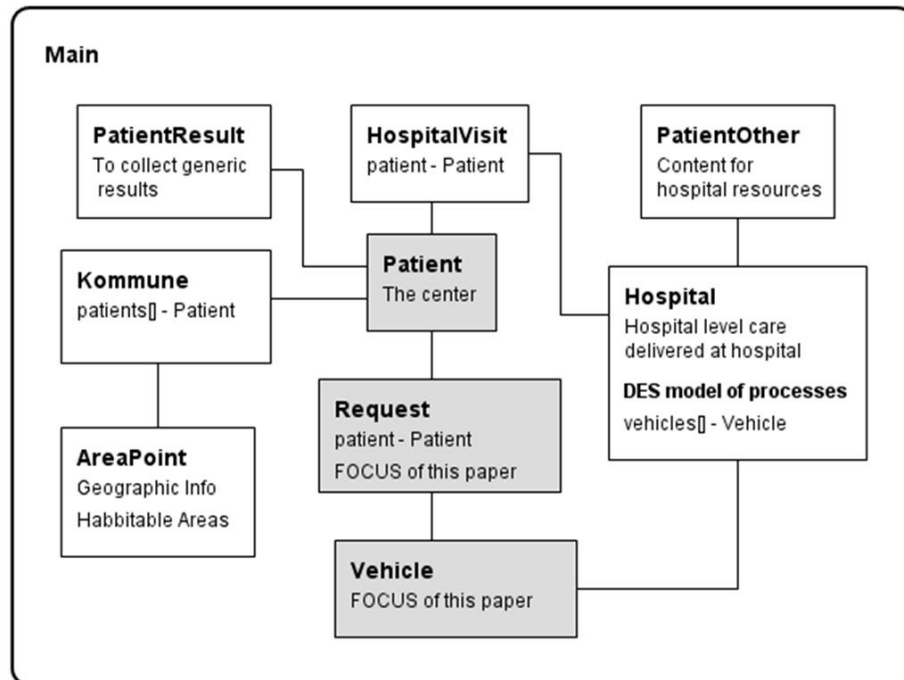 Main
PatientResult
To collect generic
results
HospitalVisit
patient - Patient
PatientOther
Content for
hospital resources
Kommune
patients[] - Patient
Patient
The center
Hospital
Hospital level care
delivered at hospital
DES model of processes
vehicles[] - Vehicle
Request
patient - Patient
FOCUS of this paper
AreaPoint
Geographic Info
Habbitable Areas
Vehicle
FOCUS of this paper